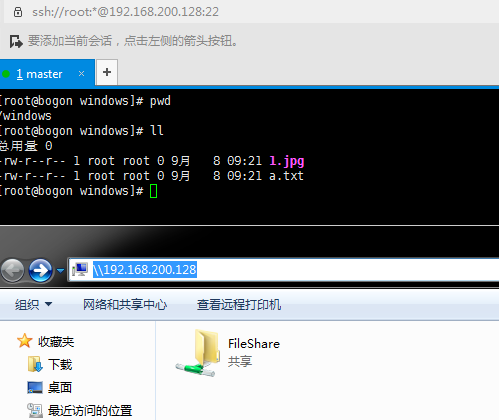 ssh://root:*@192.168.200.128:22
要添加当前会话，点击左侧的箭头按钮。
1 master × +
[root@bogon windows]# pwd
/windows
[root@bogon windows]# ll
总用量 0
-rw-r--r-- 1 root root 0 9月   8 09:21 1.jpg
-rw-r--r-- 1 root root 0 9月   8 09:21 a.txt
[root@bogon windows]#
\\192.168.200.128
组织 网络和共享中心 查看远程打印机
收藏夹
下载
桌面
最近访问的位置
FileShare
共享